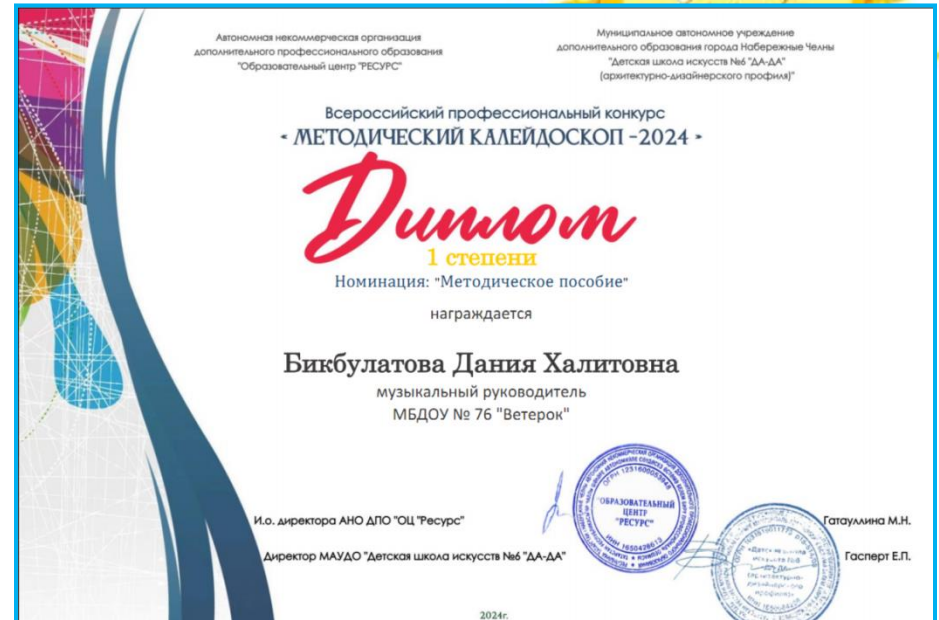 Автономная некоммерческая организация
дополнительного профессионального образования
"Образовательный центр "РЕСУРС"
Муниципальное автономное учреждение
дополнительного образования города Набережные Челны
"Детская школа искусств №6 "ДА-ДА"
(архитектурно-дизайнерского профиля)"
Всероссийский профессиональный конкурс
• МЕТОДИЧЕСКИЙ КАЛЕЙДОСКОП -2024 •
Диплом
1 степени
Номинация: "Методическое пособие"
награждается
Бикбулатова Дания Халитовна
музыкальный руководитель
МБДОУ № 76 "Ветерок"
"ОБРАЗОВАТЕЛЬНЫЙ
ЦЕНТР
"РЕСУРС"
И.о. директора АНО ДПО "ОЦ "Ресурс"
Гатауллина М.Н.
Директор МАУДО "Детская школа искусств №6 "ДА-ДА"
Гасперт Е.П.
2024г.